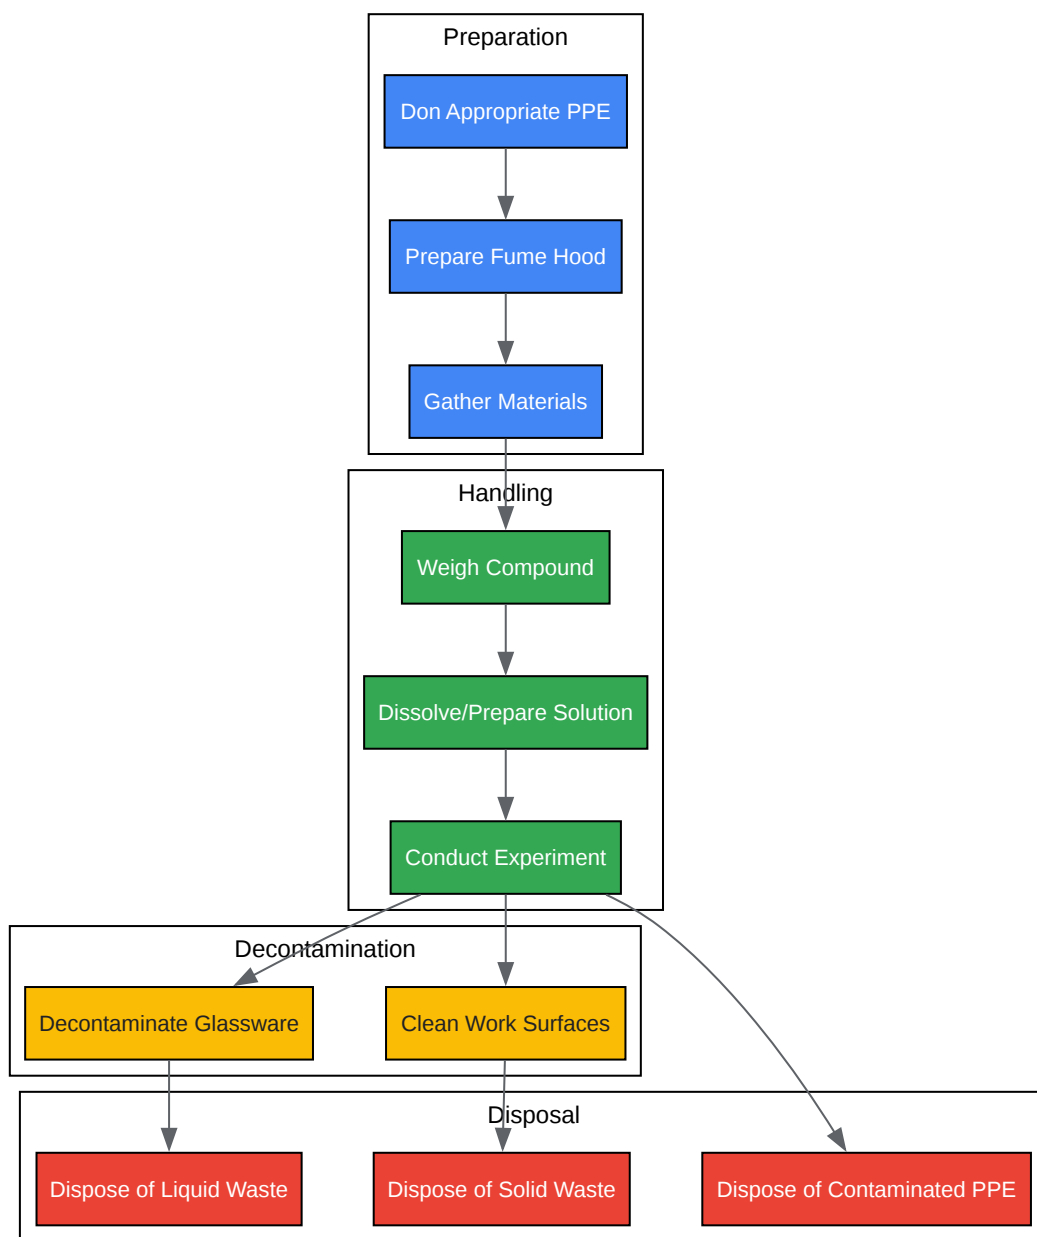 Preparation
Don Appropriate PPE
Prepare Fume Hood
Gather Materials
Handling
Weigh Compound
Dissolve/Prepare Solution
Conduct Experiment
Decontamination
Decontaminate Glassware
Clean Work Surfaces
Disposal
Dispose of Liquid Waste
Dispose of Solid Waste
Dispose of Contaminated PPE